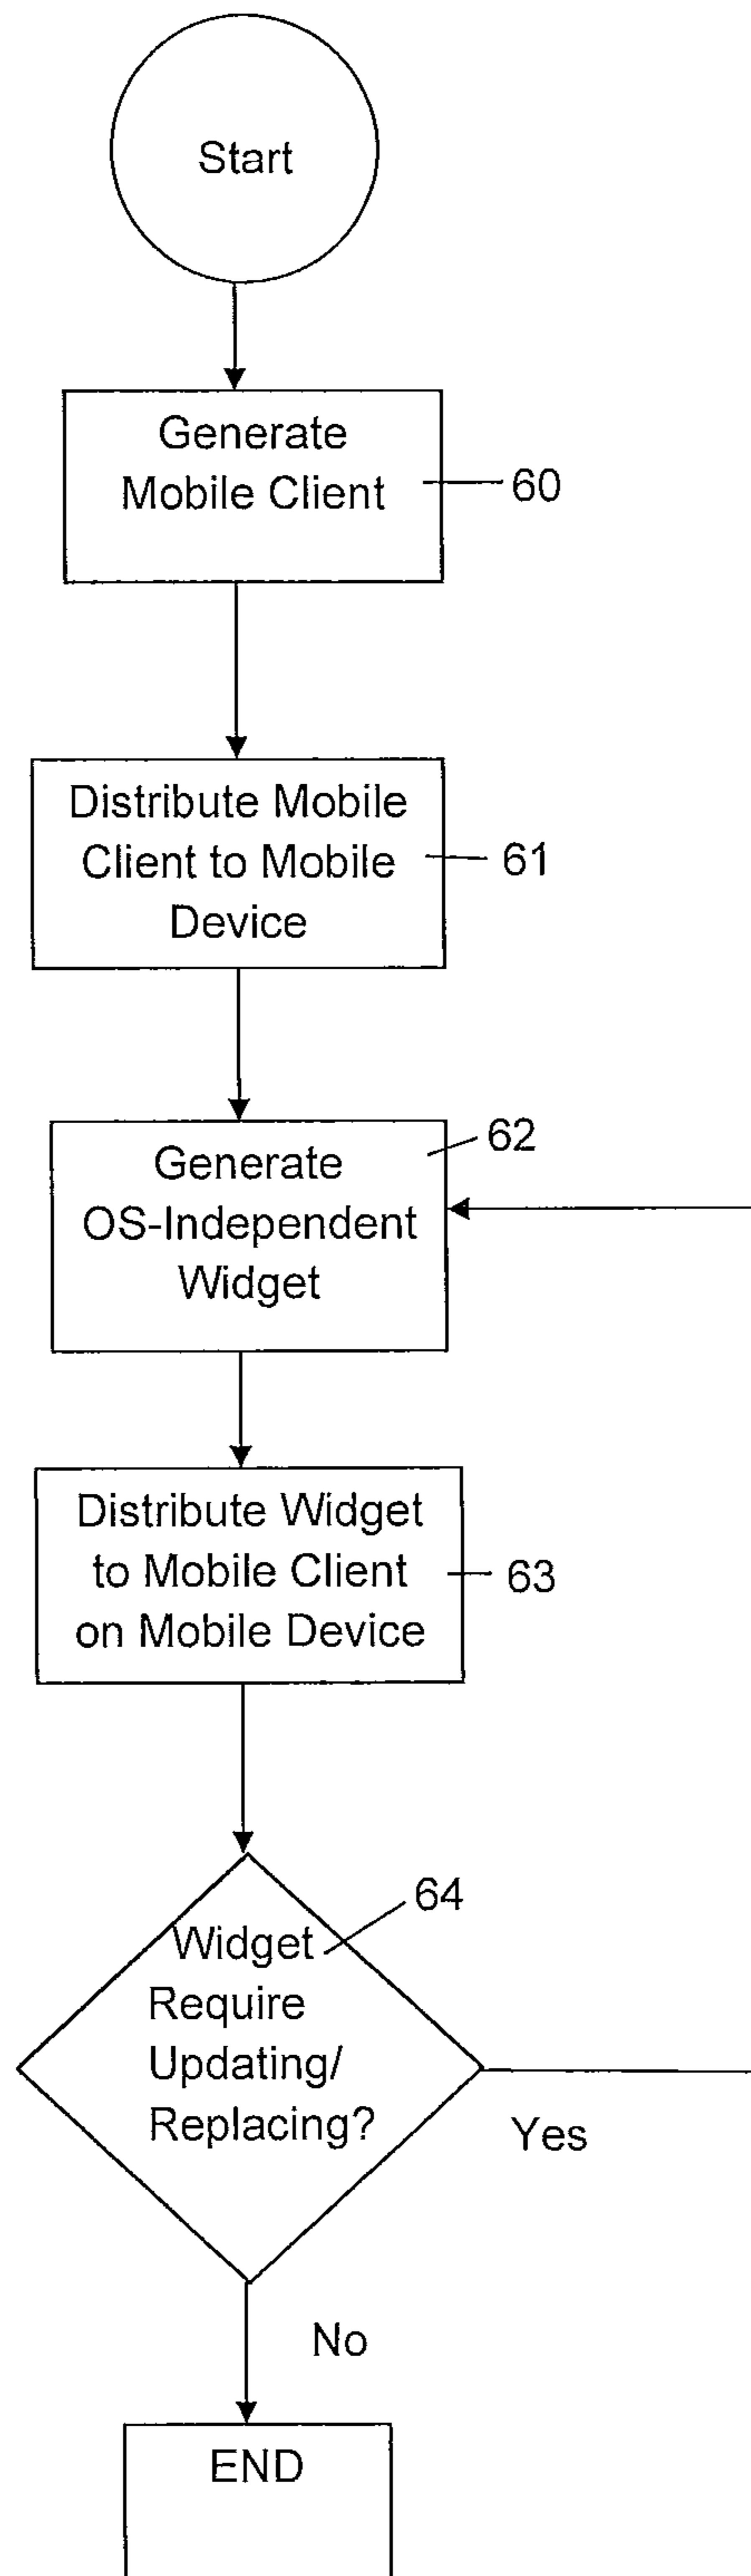 Start
Generate
Mobile Client
60
Distribute Mobile
Client to Mobile
Device
61
62
Generate
OS-Independent
Widget
Distribute Widget
to Mobile Client
on Mobile Device
63
64
Widget
Require
Updating/
Replacing?
Yes
No
END